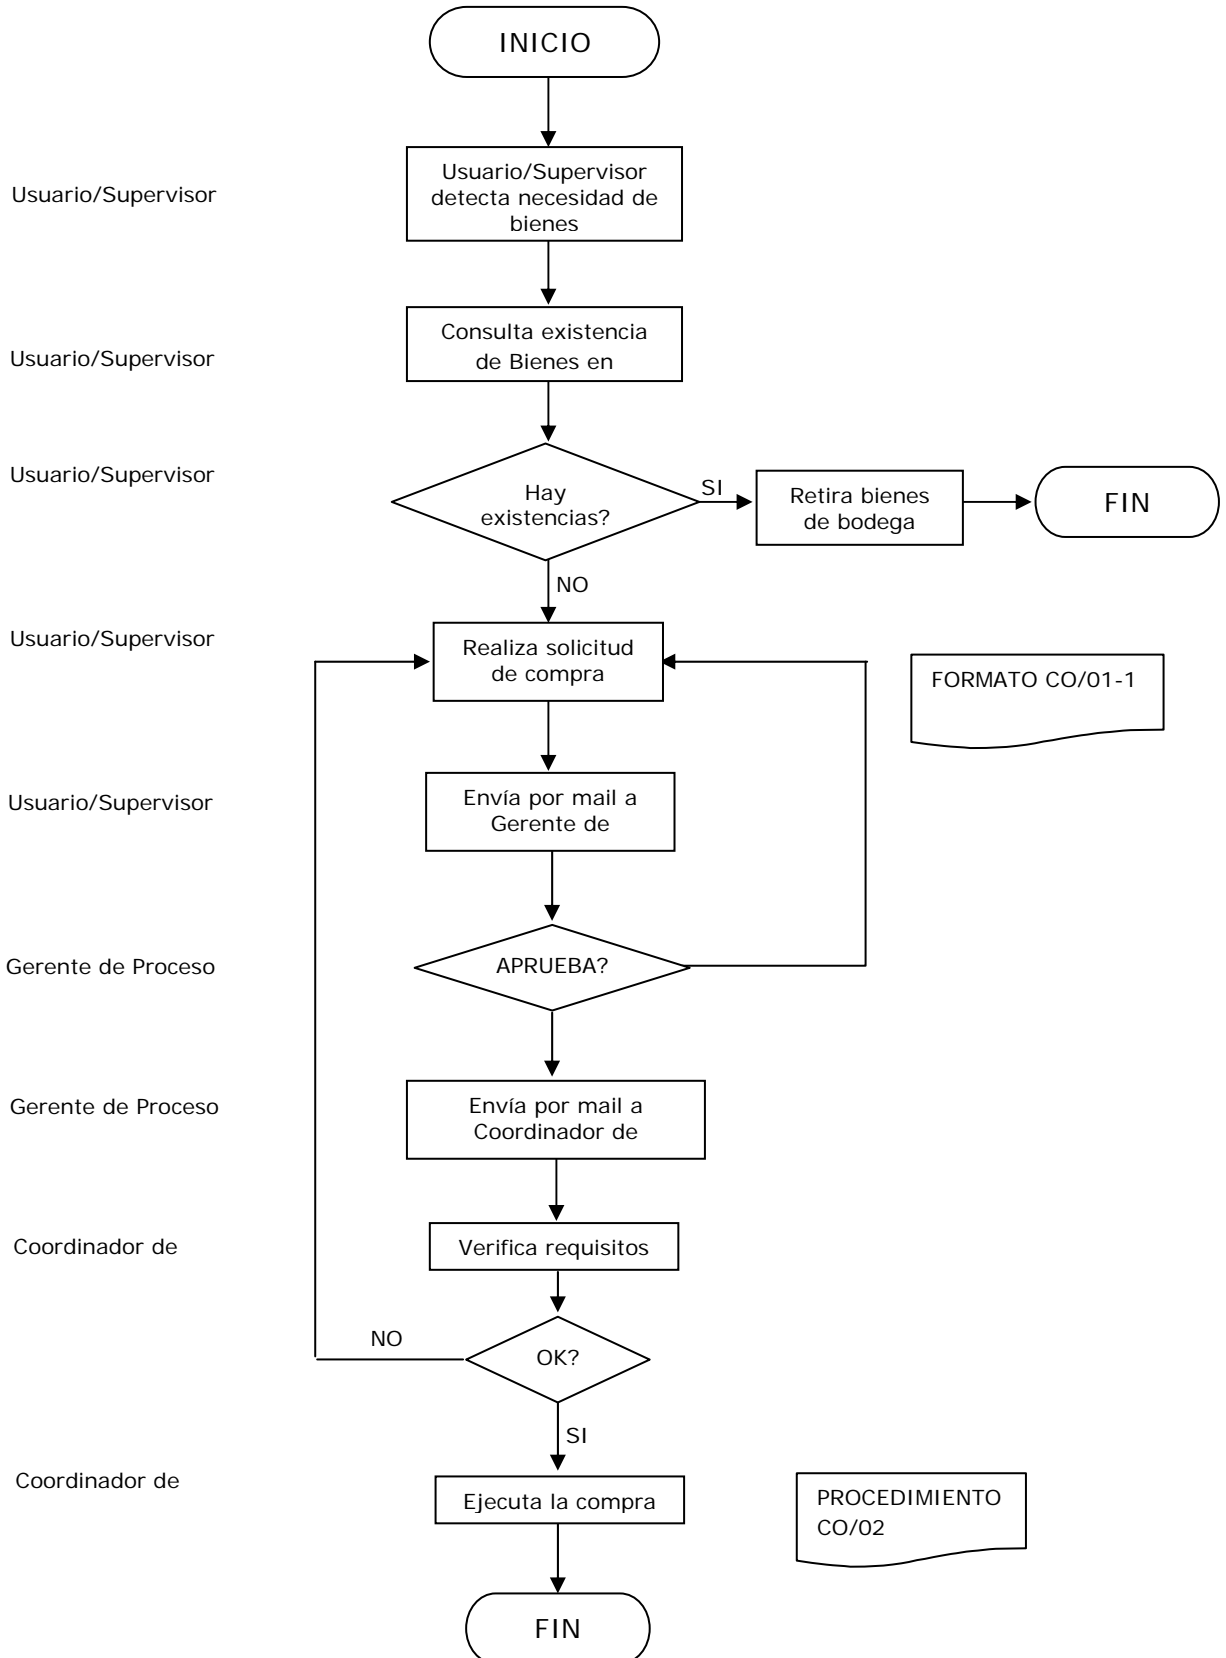 INICIO
Usuario/Supervisor
Usuario/Supervisor
detecta necesidad de
bienes
Usuario/Supervisor
Consulta existencia
de Bienes en
Usuario/Supervisor
Hay
existencias?
SI
Retira bienes
de bodega
FIN
NO
Usuario/Supervisor
Realiza solicitud
de compra
FORMATO CO/01-1
Usuario/Supervisor
Envía por mail a
Gerente de
Gerente de Proceso
APRUEBA?
Gerente de Proceso
Envía por mail a
Coordinador de
Coordinador de
Verifica requisitos
NO
OK?
SI
Coordinador de
Ejecuta la compra
PROCEDIMIENTO
CO/02
FIN